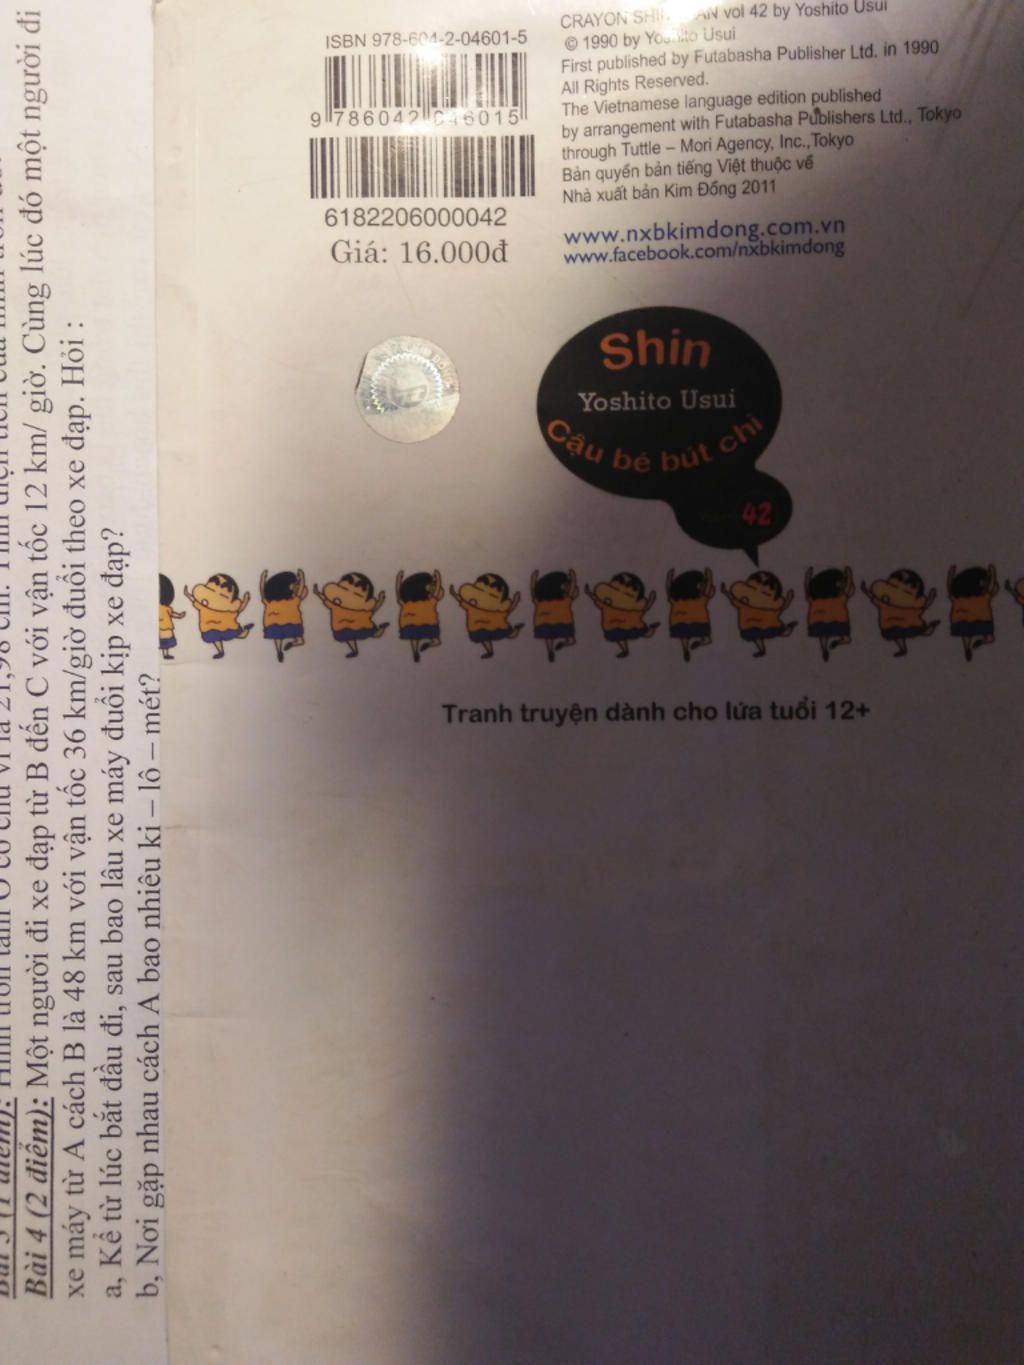 Bài 4 (2 điểm): Một người đi xe đạp từ B đến C với vận tốc 12 km/ giờ. Cùng lúc đó một người đi
xe máy từ A cách B là 48 km với vận tốc 36 km/giờ đuổi theo xe đạp. Hỏi :
a, Kể từ lúc bắt đầu đi, sau bao lâu xe máy đuổi kịp xe đạp?
b, Nơi gặp nhau cách A bao nhiêu ki – lô – mét?
ISBN 978-604-2-04601-5
9 786042 046015
6182206000042
Giá: 16.000đ
CRAYON vol 42 by Yoshito Usui
© 1990 by Yoshito Usui
First published by Futabasha Publisher Ltd. in 1990
All Rights Reserved.
The Vietnamese language edition published
by arrangement with Futabasha Publishers Ltd., Tokyo
through Tuttle – Mori Agency, Inc.,Tokyo
Bản quyền bản tiếng Việt thuộc về
Nhà xuất bản Kim Đồng 2011
www.nxbkimdong.com.vn
www.facebook.com/nxbkimdong
Shin
Yoshito Usui
Cậu bé bút chì
42
Tranh truyện dành cho lứa tuổi 12+